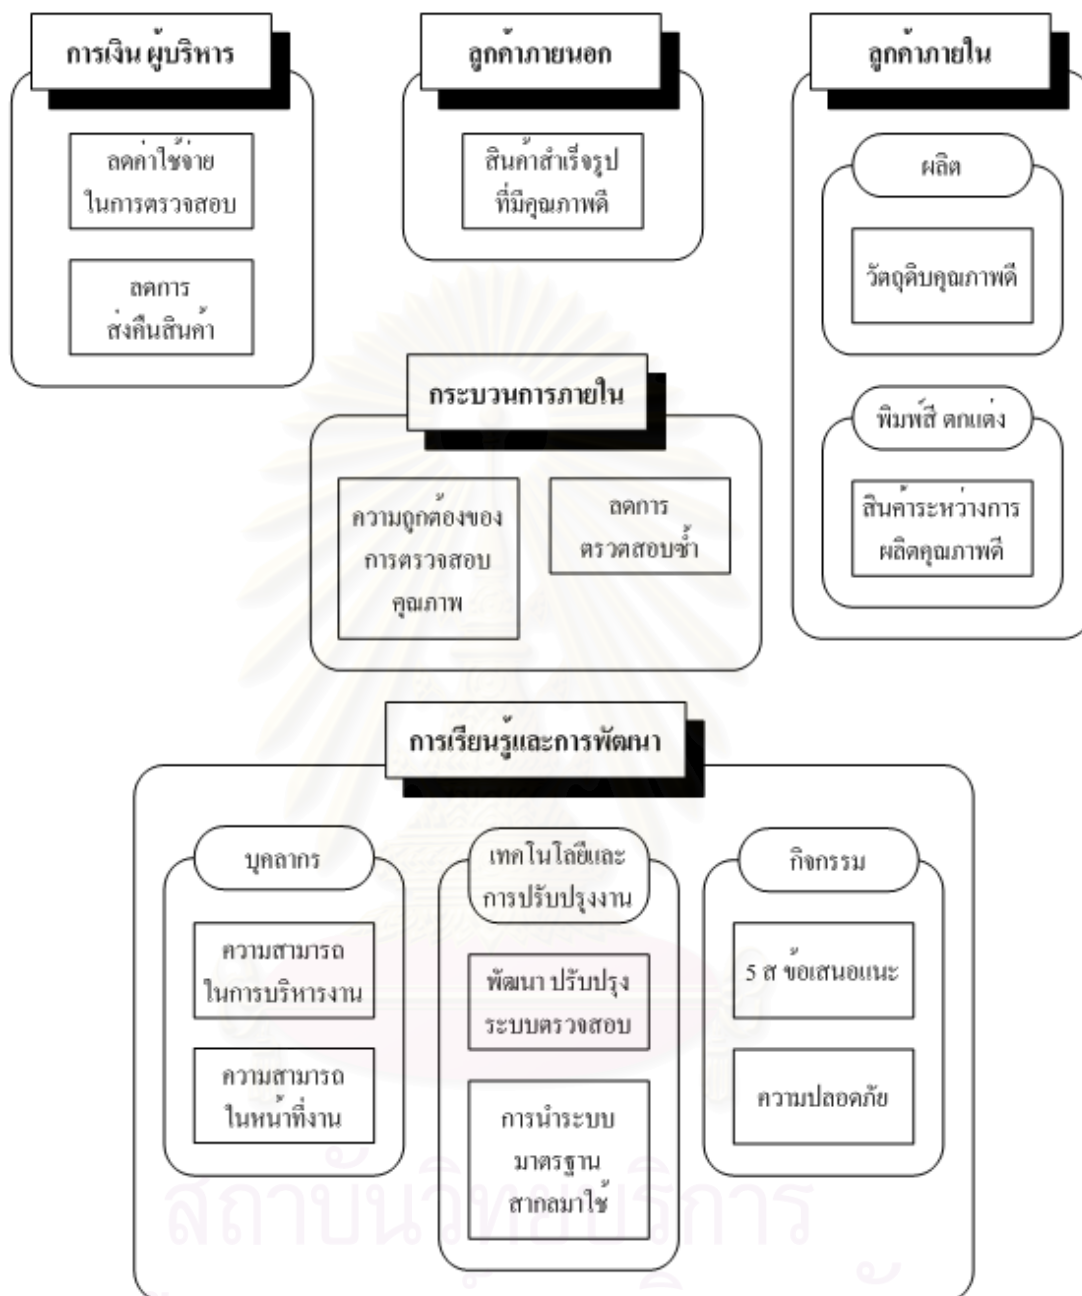 การเงิน ผู้บริหาร
ลดค่าใช้จ่าย
ในการตรวจสอบ
ลดการ
ส่งคืนสินค้า
ลูกค้าภายนอก
สินค้าสำเร็จรูป
ที่มีคุณภาพดี
ลูกค้าภายใน
ผลิต
วัตถุดิบคุณภาพดี
พิมพ์สี ตกแต่ง
สินค้าระหว่างการ
ผลิตคุณภาพดี
กระบวนการภายใน
ความถูกต้องของ
การตรวจสอบ
คุณภาพ
ลดการ
ตรวตสอบซ้ำ
การเรียนรู้และการพัฒนา
บุคลากร
ความสามารถ
ในการบริหารงาน
ความสามารถ
ในหน้าที่งาน
เทคโนโลยีและ
การปรับปรุงงาน
พัฒนา ปรับปรุง
ระบบตรวจสอบ
การนำระบบ
มาตรฐาน
สากลมาใช้
กิจกรรม
5 ส ข้อเสนอแนะ
ความปลอดภัย
สถาบันวิทยบริการ